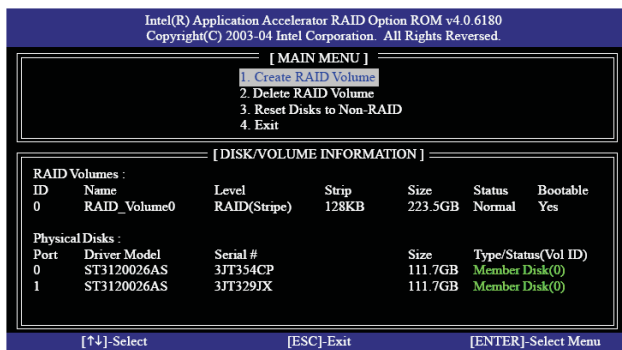 Intel(R) Application Accelerator RAID Option ROM v4.0.6180
Copyright(C) 2003-04 Intel Corporation. All Rights Reversed.
[ MAIN MENU ]
1. Create RAID Volume
2. Delete RAID Volume
3. Reset Disks to Non-RAID
4. Exit
[ DISK/VOLUME INFORMATION ]
RAID Volumes :
ID Name Level Strip Size Status Bootable
0 RAID_Volume0 RAID(Stripe) 128KB 223.5GB Normal Yes
Physical Disks :
Port Driver Model Serial # Size Type/Status(Vol ID)
0 ST3120026AS 3JT354CP 111.7GB Member Disk(0)
1 ST3120026AS 3JT329JX 111.7GB Member Disk(0)
[↑↓]-Select [ESC]-Exit [ENTER]-Select Menu